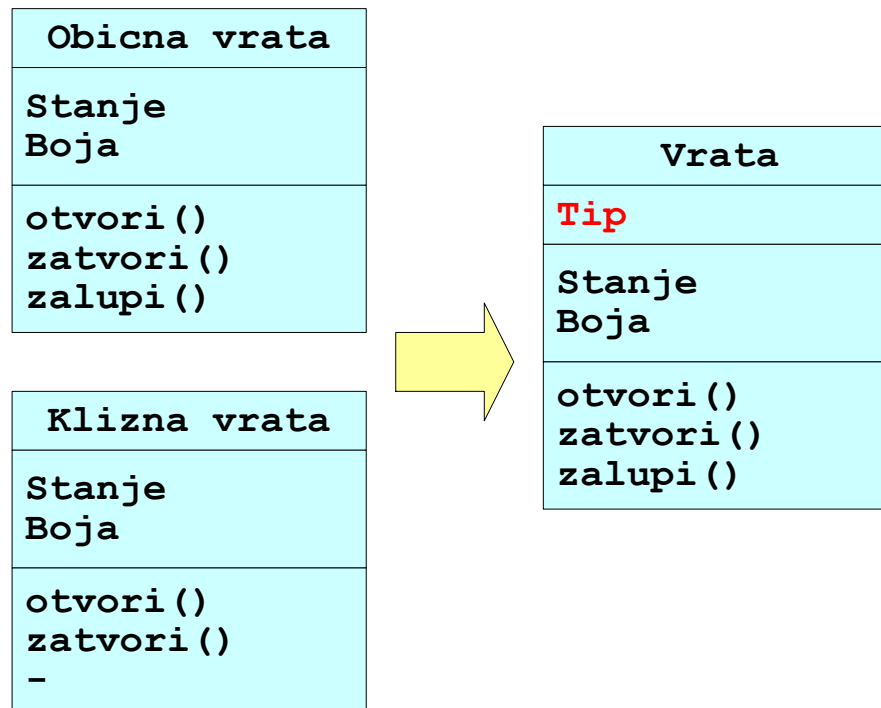 Obicna vrata
Stanje
Boja
otvori()
zatvori()
zalupi()
Klizna vrata
Stanje
Boja
otvori()
zatvori()
-
Vrata
Tip
Stanje
Boja
otvori()
zatvori()
zalupi()